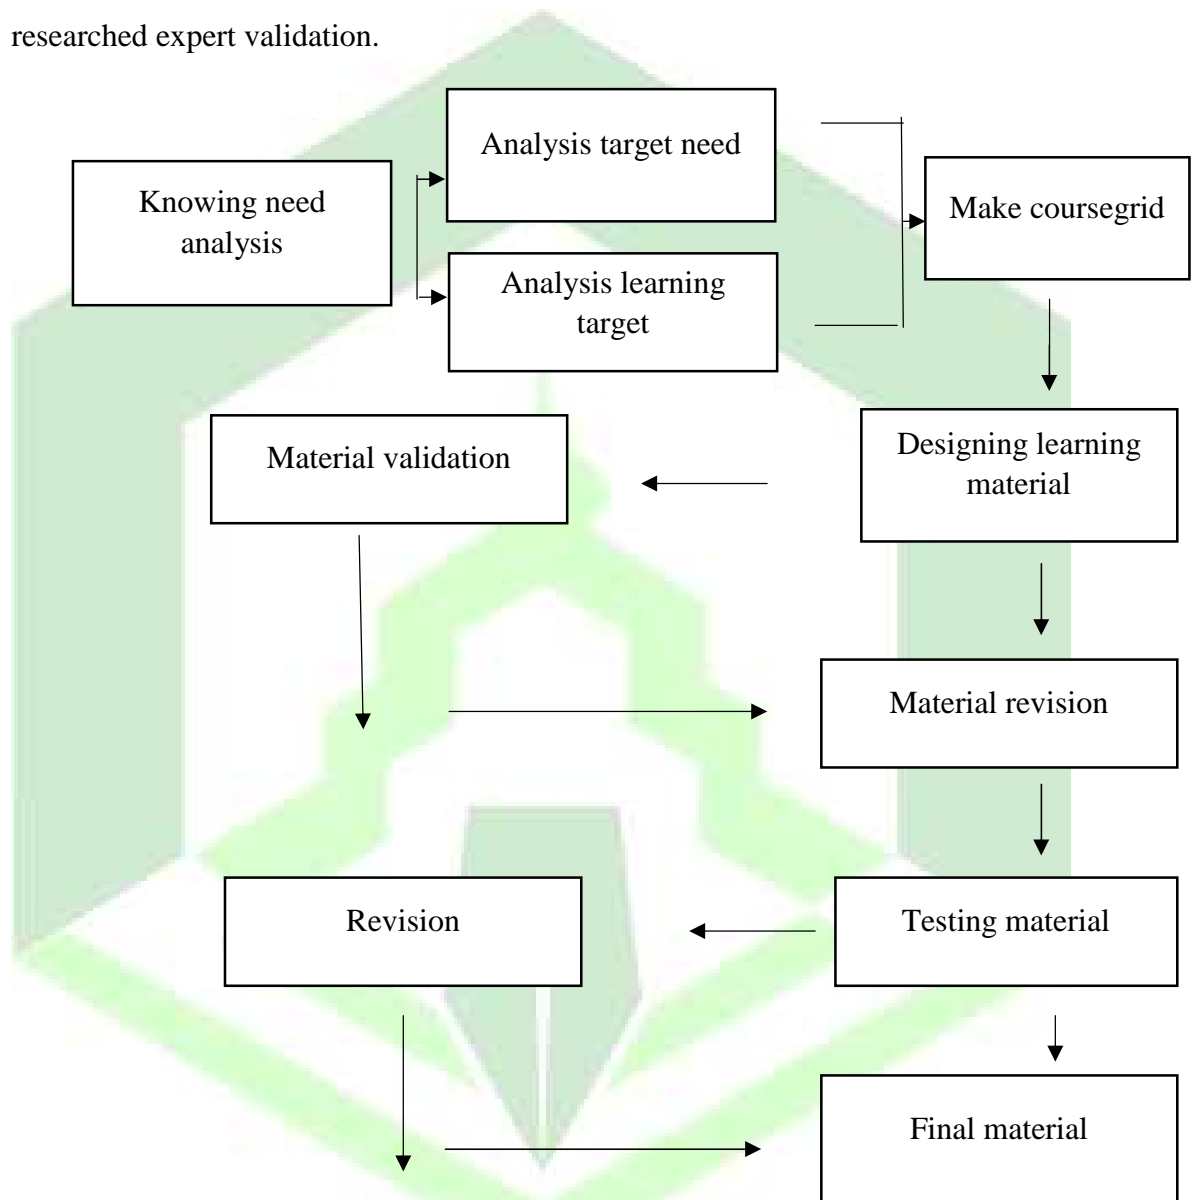 researched expert validation.
Analysis target need
Knowing need
analysis
Make coursegrid
Analysis learning
target
Material validation
Designing learning
material
Material revision
Revision
Testing material
Final material